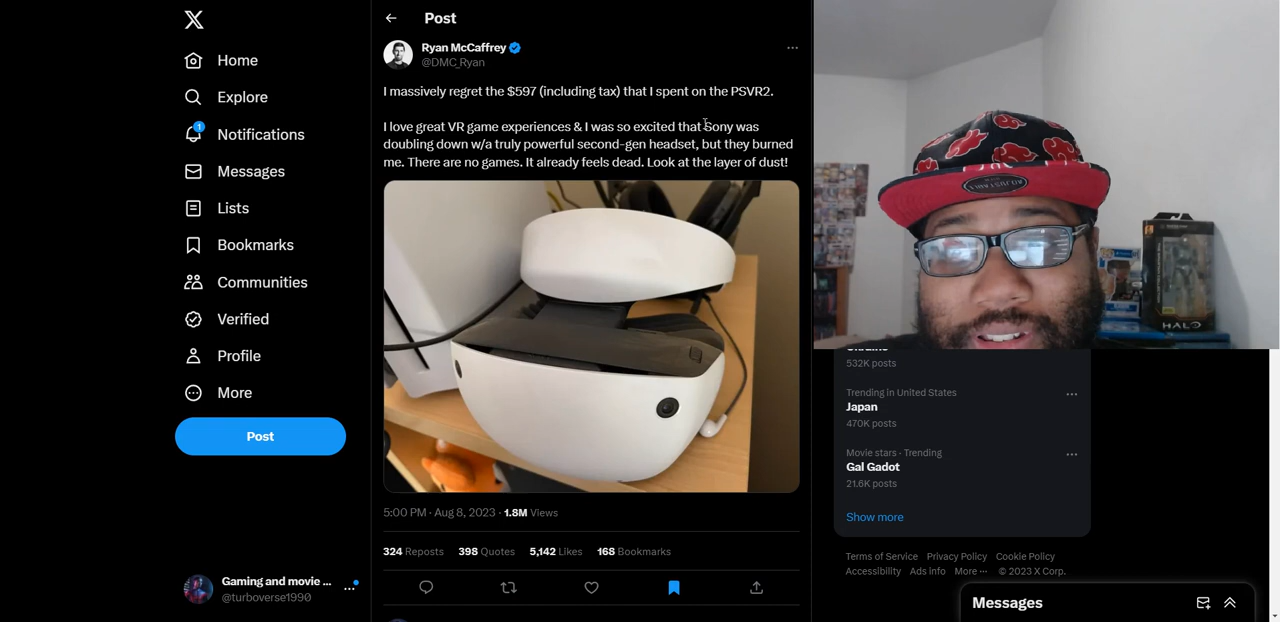 X
Home
Explore
1
Notifications
Messages
Lists
Bookmarks
Communities
Verified
Profile
More
Post
Gaming and movie ...
@turboverse1990
Post
Ryan McCaffrey
@DMC_Ryan
I massively regret the $597 (including tax) that I spent on the PSVR2.
I love great VR game experiences & I was so excited that Sony was
doubling down w/a truly powerful second-gen headset, but they burned
me. There are no games. It already feels dead. Look at the layer of dust!
5:00 PM · Aug 8, 2023 · 1.8M Views
324 Reposts 398 Quotes 5,142 Likes 168 Bookmarks
HALO
532K posts
Trending in United States
Japan
470K posts
Movie stars · Trending
Gal Gadot
21.6K posts
Show more
Terms of Service Privacy Policy Cookie Policy
Accessibility Ads info More ··· © 2023 X Corp.
Messages